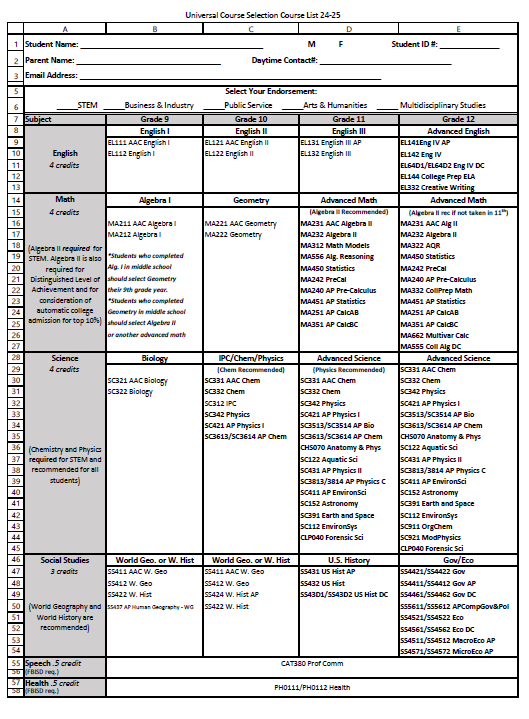 Universal Course Selection Course List 24-25
A B C D E
1 Student Name: M F Student ID #:
2 Parent Name: Daytime Contact#:
3 Email Address:
5 Select Your Endorsement:
6 STEM Business & Industry Public Service Arts & Humanities Multidisciplinary Studies
7 Subject Grade 9 Grade 10 Grade 11 Grade 12
8 English I English II English III Advanced English
9 EL111 AAC English I EL121 AAC English II EL131 English III AP EL141Eng IV AP
10 English EL112 English I EL122 English II EL132 English III EL142 Eng IV
11 4 credits EL64D1/EL64D2 Eng IV DC
12 EL144 College Prep ELA
13 EL332 Creative Writing
14 Math Algebra I Geometry Advanced Math Advanced Math
15 4 credits (Algebra II Recommended) (Algebra II rec if not taken in 11th)
16 MA211 AAC Algebra I MA221 AAC Geometry MA231 AAC Algebra II MA231 AAC Alg II
17 MA212 Algebra I MA222 Geometry MA232 Algebra II MA232 Algebra II
18 (Algebra II required for MA312 Math Models MA322 AQR
19 STEM. Algebra II is also *Students who completed MA556 Alg. Reasoning MA450 Statistics
20 required for Alg. I in middle school MA450 Statistics MA242 PreCal
21 Distinguished Level of should select Geometry MA242 PreCal MA240 AP Pre-Calculus
22 Achievement and for their 9th grade year. MA240 AP Pre-Calculus MA332 CollPrep Math
23 consideration of *Students who completed MA451 AP Statistics MA451 AP Statistics
24 automatic college Geometry in middle school MA251 AP CalcAB MA251 AP CalcAB
25 admission for top 10%) should select Algebra II MA351 AP CalcBC MA351 AP CalcBC
26 or another advanced math MA662 Multivar Calc
27 MA555 Coll Alg DC
28 Science Biology IPC/Chem/Physics Advanced Science Advanced Science
29 4 credits (Chem Recommended) (Physics Recommended) SC331 AAC Chem
30 SC321 AAC Biology SC331 AAC Chem SC331 AAC Chem SC332 Chem
31 SC322 Biology SC332 Chem SC332 Chem SC342 Physics
32 SC312 IPC SC342 Physics SC421 AP Physics I
33 SC342 Physics SC421 AP Physics I SC3513/SC3514 AP Bio
34 SC421 AP Physics I SC3513/SC3514 AP Bio SC3613/SC3614 AP Chem
35 SC3613/SC3614 AP Chem SC3613/SC3614 AP Chem CHS070 Anatomy & Phys
36 (Chemistry and Physics CHS070 Anatomy & Phys SC122 Aquatic Sci
37 required for STEM and SC122 Aquatic Sci SC431 AP Physics II
38 recommended for all SC431 AP Physics II SC3813/3814 AP Physics C
39 students) SC3813/3814 AP Physics C SC411 AP EnvironSci
40 SC411 AP EnvironSci SC152 Astronomy
41 SC152 Astronomy SC391 Earth and Space
42 SC391 Earth and Space SC112 EnvironSys
43 SC112 EnvironSys SC911 OrgChem
44 CLP040 Forensic Sci SC921 ModPhysics
45 CLP040 Forensic Sci
46 Social Studies World Geo. or W. Hist World Geo. or W. Hist U.S. History Gov/Eco
47 3 credits SS411 AAC W. Geo SS411 AAC W. Geo SS431 US Hist AP SS4421/SS4422 Gov
48 SS412 W. Geo SS412 W. Geo SS432 US Hist SS4411/SS4412 Gov AP
49 SS422 W. Hist SS424 W. Hist AP SS43D1/SS43D2 US Hist DC SS4461/SS4462 Gov DC
50 (World Geography and SS437 AP Human Geography - WG SS422 W. Hist SS5611/SS5612 APCompGov&Pol
51 World History are SS4521/SS4522 Eco
52 recommended) SS4561/SS4562 Eco DC
53 SS4511/SS4512 MacroEco AP
54 SS4571/SS4572 MicroEco AP
55 Speech .5 credit CAT380 Prof Comm
56 (FBISD req.)
57 Health .5 credit PH0111/PH0112 Health
58 (FBISD req.)